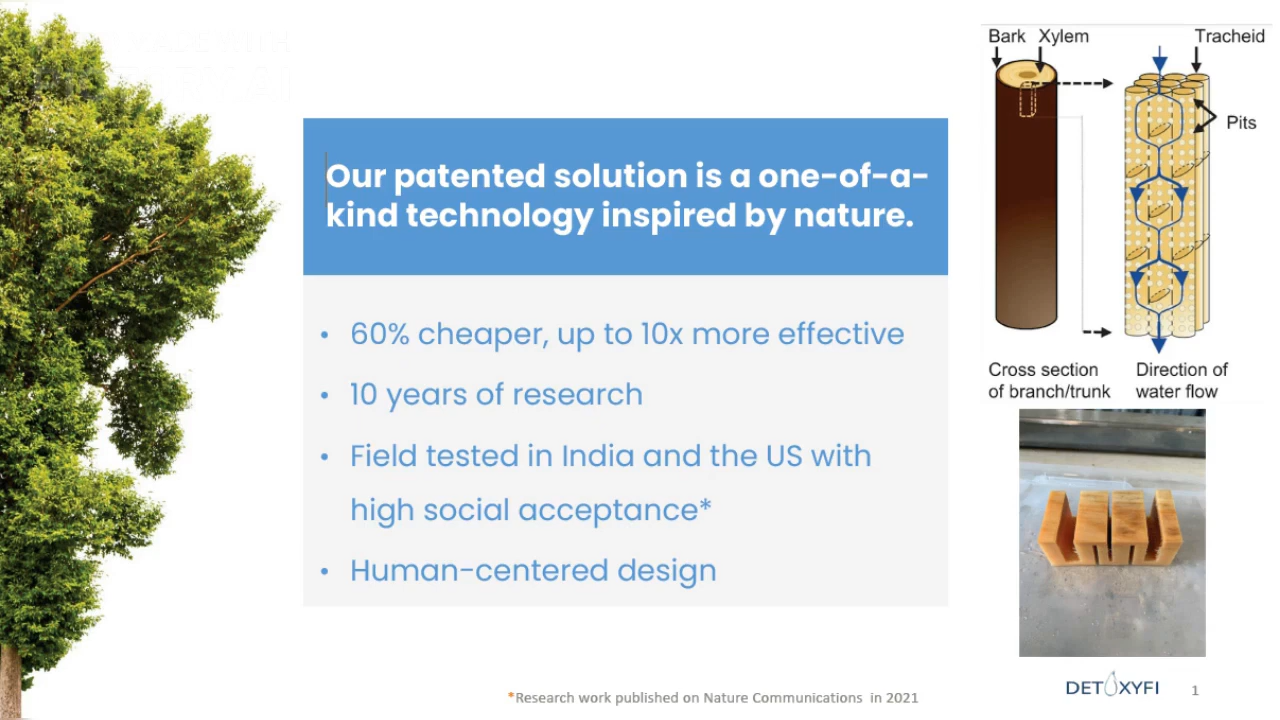 Our patented solution is a one-of-a-
kind technology inspired by nature.
• 60% cheaper, up to 10x more effective
• 10 years of research
• Field tested in India and the US with
high social acceptance*
• Human-centered design
Bark Xylem Tracheid
Pits
Cross section
of branch/trunk
Direction of
water flow
*Research work published on Nature Communications in 2021
DETOXYFI
1